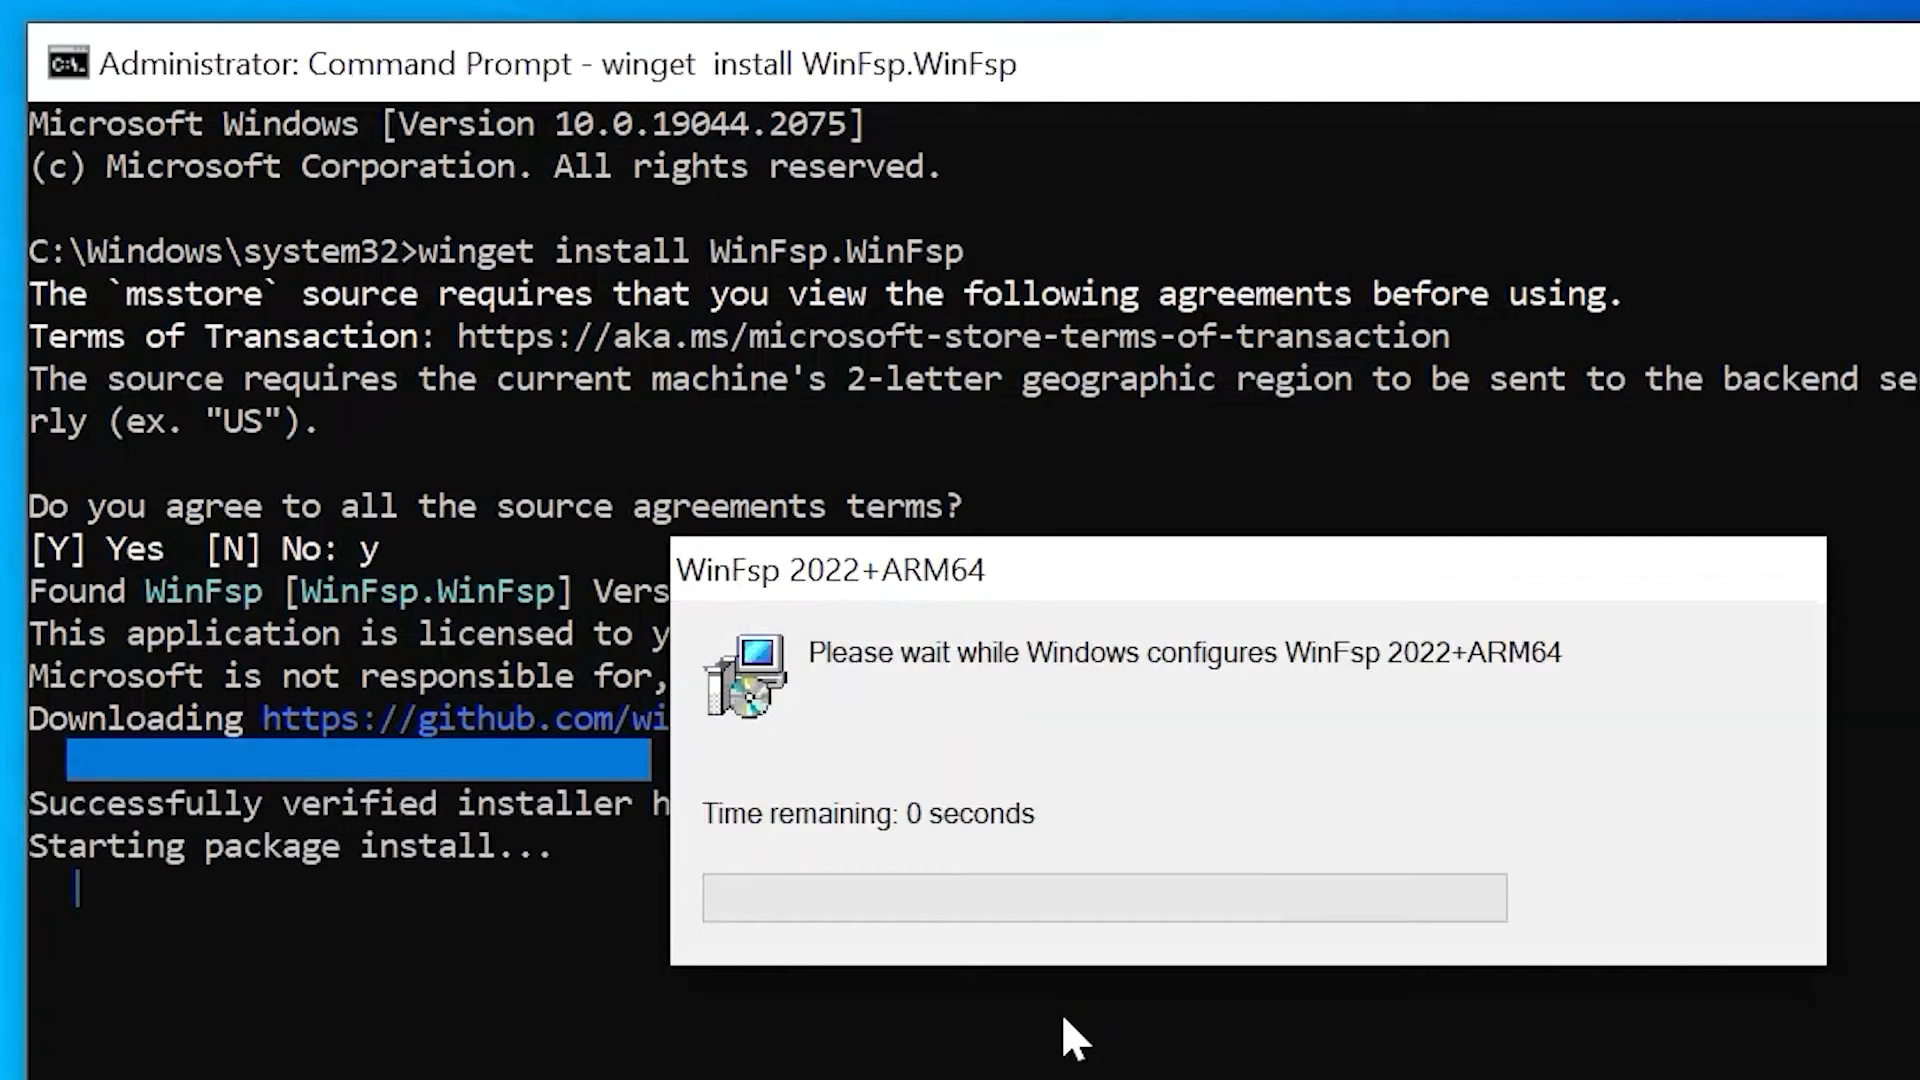 Administrator: Command Prompt - winget  install WinFsp.WinFsp
Microsoft Windows [Version 10.0.19044.2075]
(c) Microsoft Corporation. All rights reserved.
C:\Windows\system32>winget install WinFsp.WinFsp
The `msstore` source requires that you view the following agreements before using.
Terms of Transaction: https://aka.ms/microsoft-store-terms-of-transaction
The source requires the current machine's 2-letter geographic region to be sent to the backend se
rly (ex. "US").
Do you agree to all the source agreements terms?
[Y] Yes  [N] No: y
Found WinFsp [WinFsp.WinFsp] Vers
This application is licensed to y
Microsoft is not responsible for,
Downloading https://github.com/wi
Successfully verified installer h
Starting package install...
WinFsp 2022+ARM64
Please wait while Windows configures WinFsp 2022+ARM64
Time remaining: 0 seconds